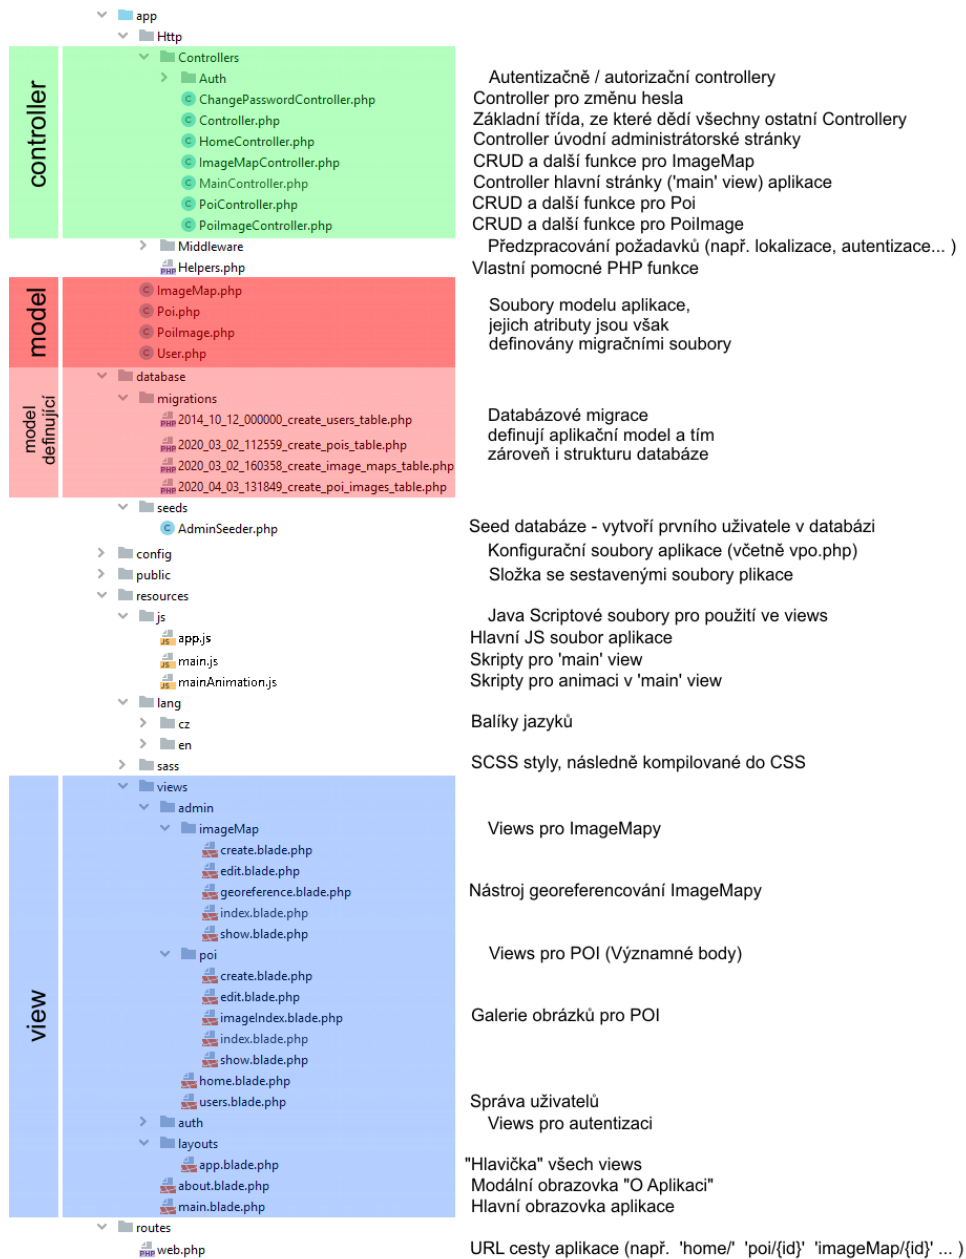 app
Http
controller
Controllers
Auth Autentizačně / autorizační controllery
ChangePasswordController.php Controller pro změnu hesla
Controller.php Základní třída, ze které dědí všechny ostatní Controllery
HomeController.php Controller úvodní administrátorské stránky
ImageMapController.php CRUD a další funkce pro ImageMap
MainController.php Controller hlavní stránky ('main' view) aplikace
PoiController.php CRUD a další funkce pro Poi
PoiImageController.php CRUD a další funkce pro PoiImage
Middleware Předzpracování požadavků (např. lokalizace, autentizace... )
Helpers.php Vlastní pomocné PHP funkce
model
ImageMap.php Soubory modelu aplikace,
Poi.php jejich atributy jsou však
PoiImage.php definovány migračními soubory
User.php
model
definující
database
migrations Databázové migrace
2014_10_12_000000_create_users_table.php definují aplikační model a tím
2020_03_02_112559_create_pois_table.php zároveň i strukturu databáze
2020_03_02_160358_create_image_maps_table.php
2020_04_03_131849_create_poi_images_table.php
seeds
AdminSeeder.php Seed databáze - vytvoří prvního uživatele v databázi
config Konfigurační soubory aplikace (včetně vpo.php)
public Složka se sestavenými soubory plikace
resources
js Java Scriptové soubory pro použití ve views
app.js Hlavní JS soubor aplikace
main.js Skripty pro 'main' view
mainAnimation.js Skripty pro animaci v 'main' view
lang
cz Balíky jazyků
en
sass SCSS styly, následně kompilované do CSS
view
views
admin
imageMap Views pro ImageMapy
create.blade.php
edit.blade.php
georeference.blade.php Nástroj georeferencování ImageMapy
index.blade.php
show.blade.php
poi Views pro POI (Významné body)
create.blade.php
edit.blade.php
imageIndex.blade.php Galerie obrázků pro POI
index.blade.php
show.blade.php
home.blade.php
users.blade.php Správa uživatelů
auth Views pro autentizaci
layouts
app.blade.php "Hlavička" všech views
about.blade.php Modální obrazovka "O Aplikaci"
main.blade.php Hlavní obrazovka aplikace
routes
web.php URL cesty aplikace (např. 'home/' 'poi/{id}' 'imageMap/{id}' ... )